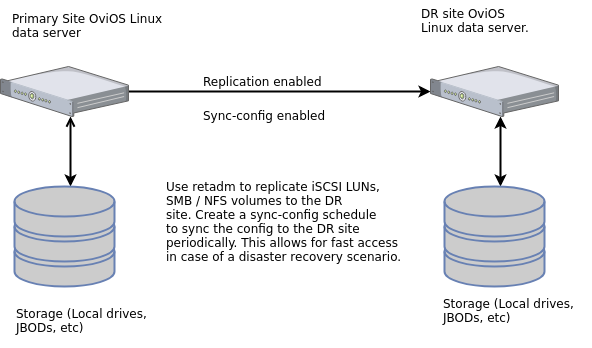 Primary Site OviOS Linux
data server
DR site OviOS
Linux data server.
Replication enabled
Sync-config enabled
Use retadm to replicate iSCSI LUNs,
SMB / NFS volumes to the DR
site. Create a sync-config schedule
to sync the config to the DR site
periodically. This allows for fast access
in case of a disaster recovery scenario.
Storage (Local drives,
JBODs, etc)
Storage (Local drives,
JBODs, etc)